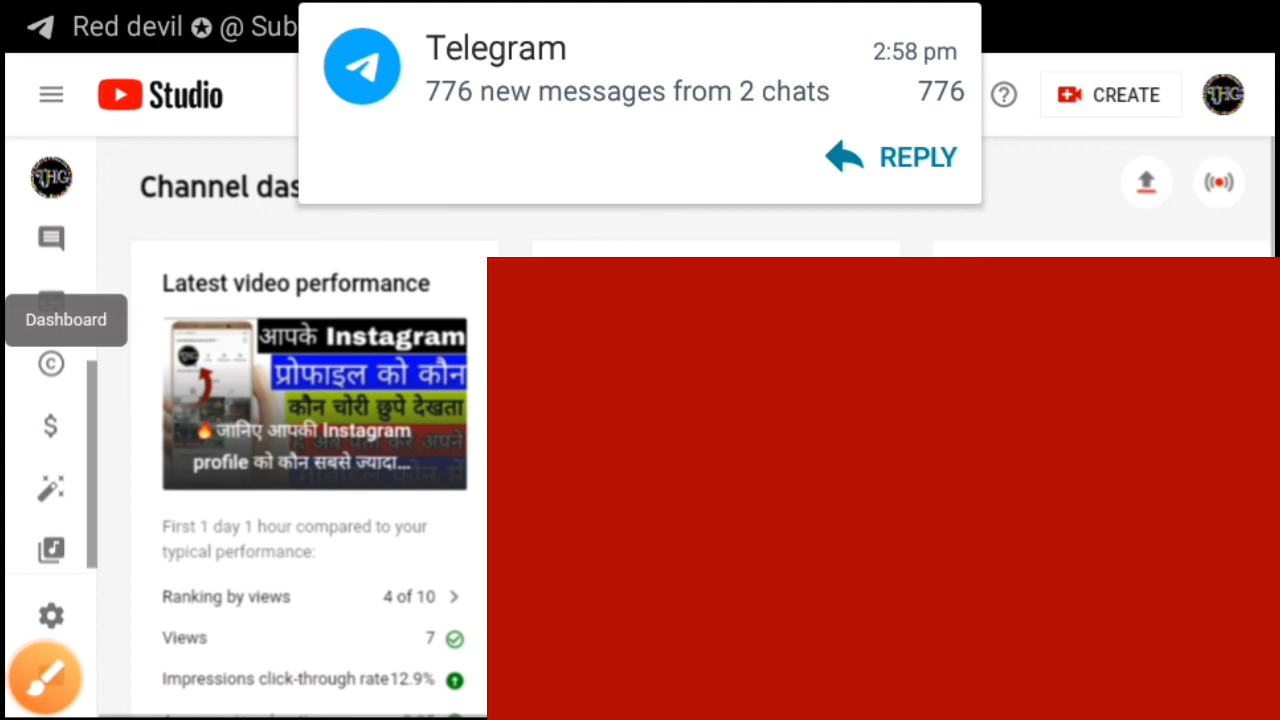 Red devil ✪ @ Sub
Telegram
2:58 pm
776 new messages from 2 chats
776
REPLY
Studio
CREATE
THG
THG
Channel das
Dashboard
Latest video performance
आपके Instagram
प्रोफाइल को कौन
कौन चोरी छुपे देखता
🔥जानिए आपकी Instagram
profile को कौन सबसे ज्यादा...
First 1 day 1 hour compared to your
typical performance:
Ranking by views
4 of 10
Views
7
Impressions click-through rate
12.9%